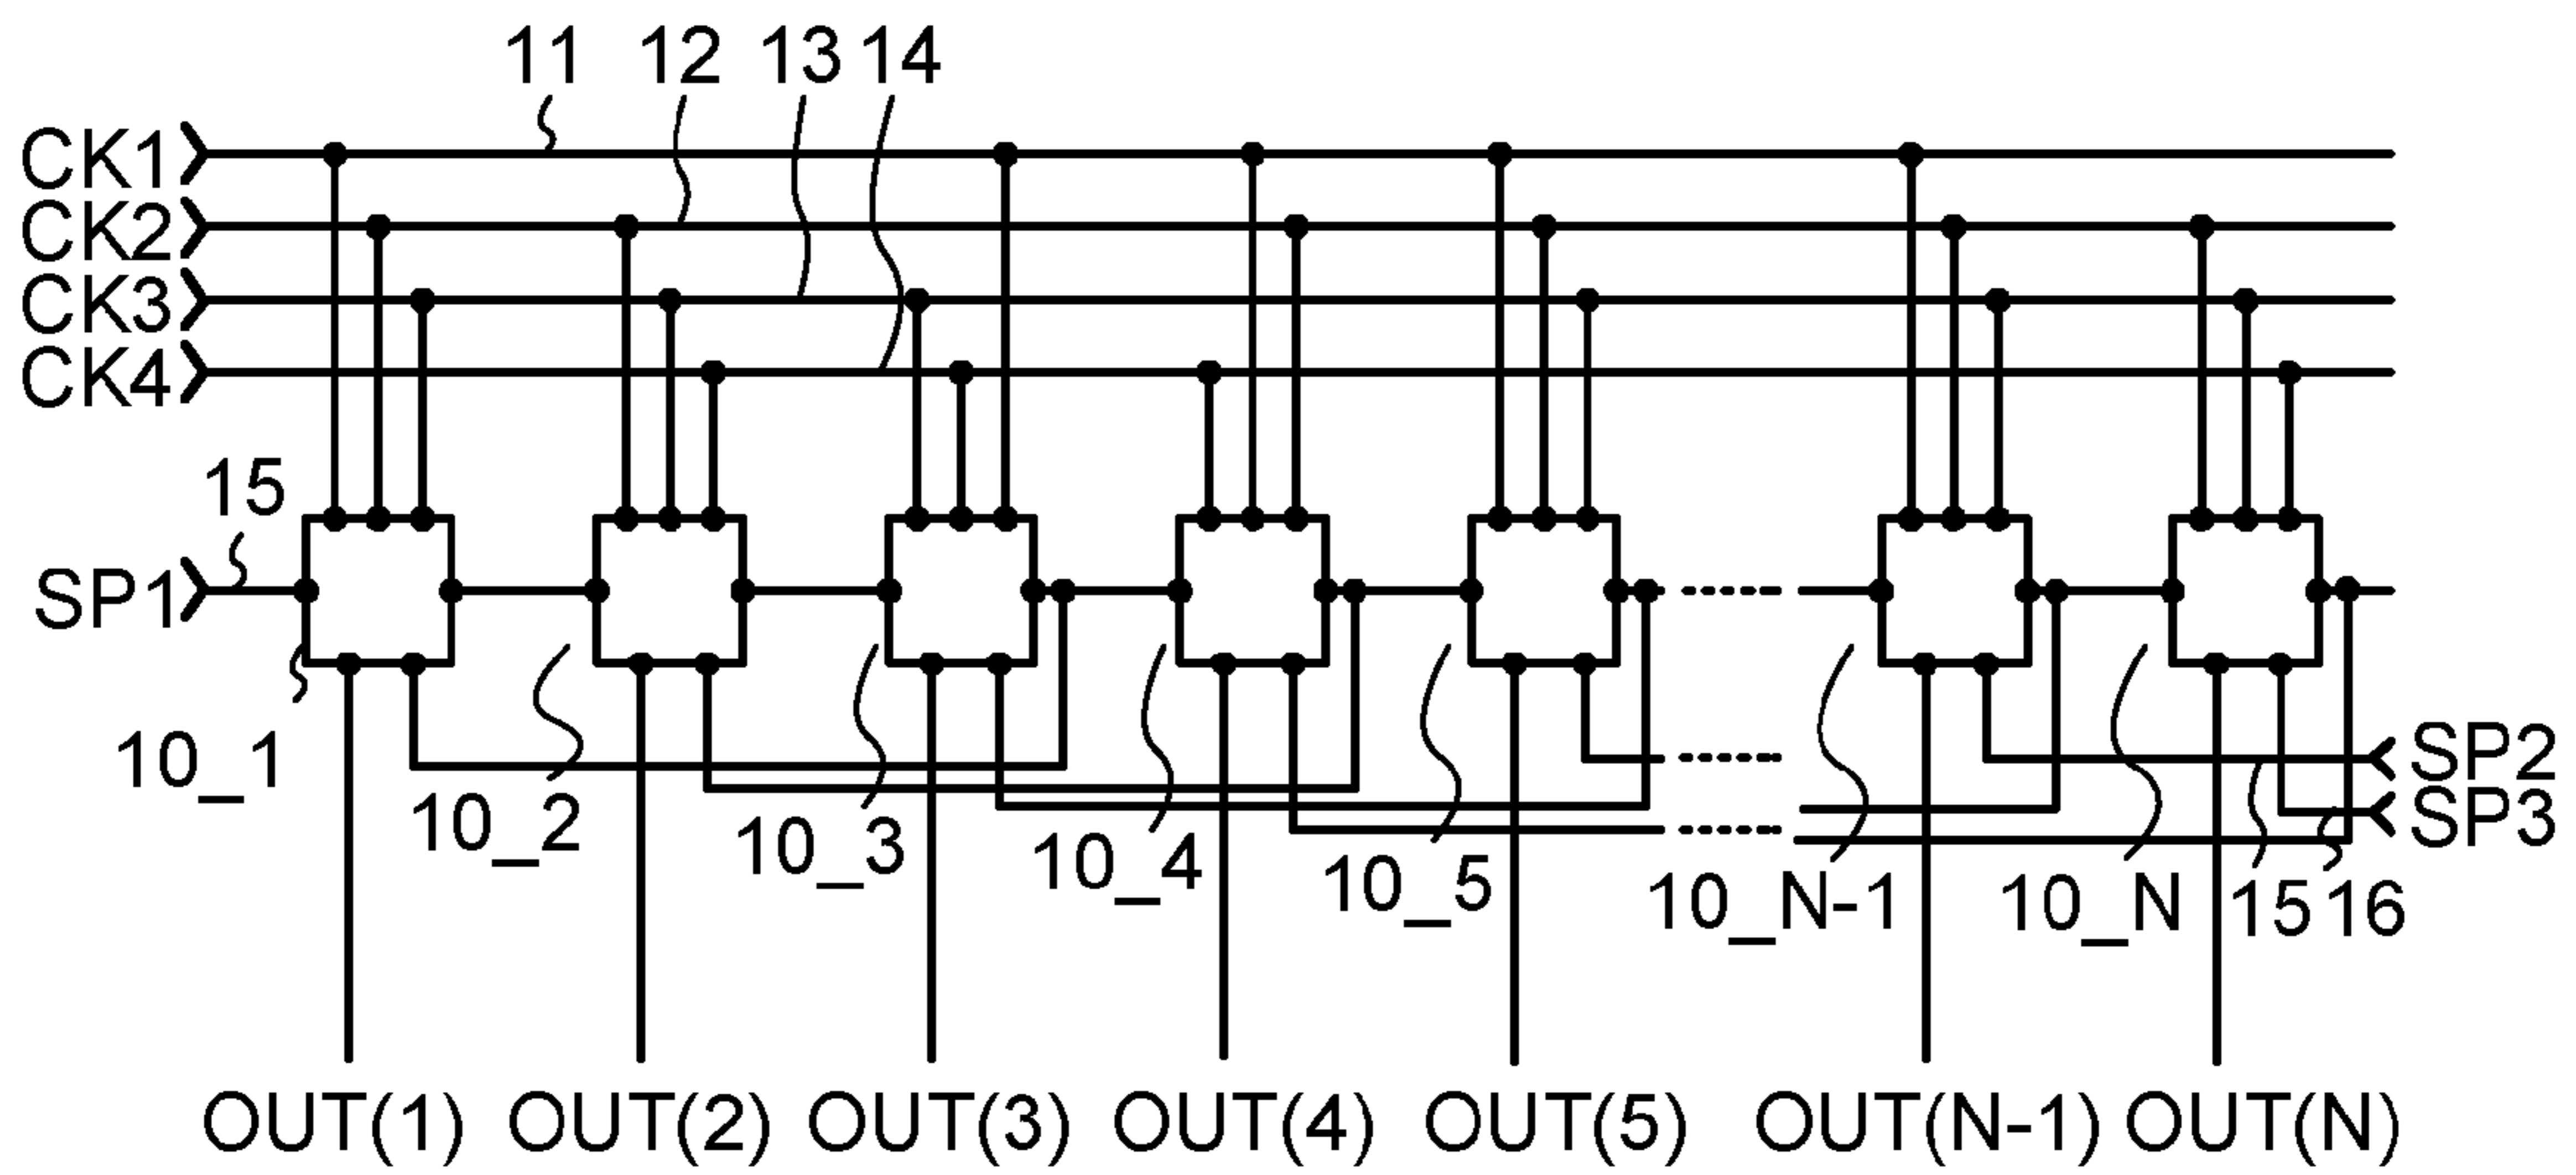 11 12 13 14
CK1
CK2
CK3
CK4
15
SP1
10_1
10_2
10_3
10_4
10_5
10_N-1
10_N
15
16
SP2
SP3
OUT(1) OUT(2) OUT(3) OUT(4) OUT(5) OUT(N-1) OUT(N)